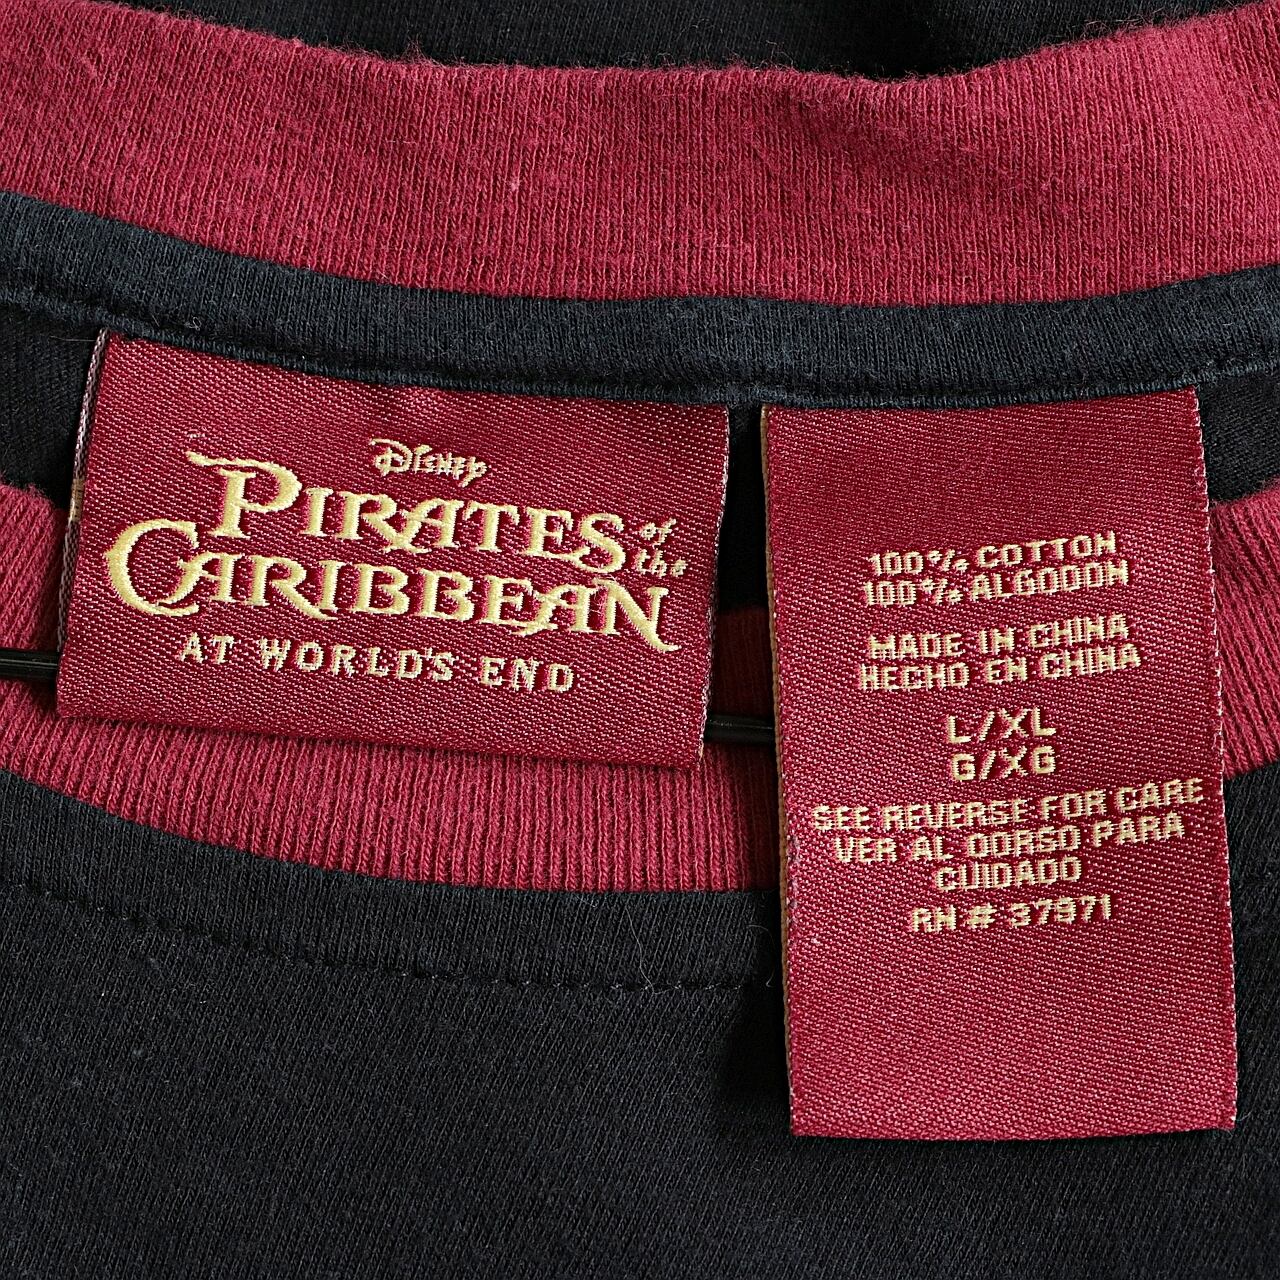 DISNEY
PIRATES of the
CARIBBEAN
AT WORLD'S END
100% COTTON
100% ALGODON
MADE IN CHINA
HECHO EN CHINA
L/XL
G/XG
SEE REVERSE FOR CARE
VER AL DORSO PARA
CUIDADO
RN # 37971